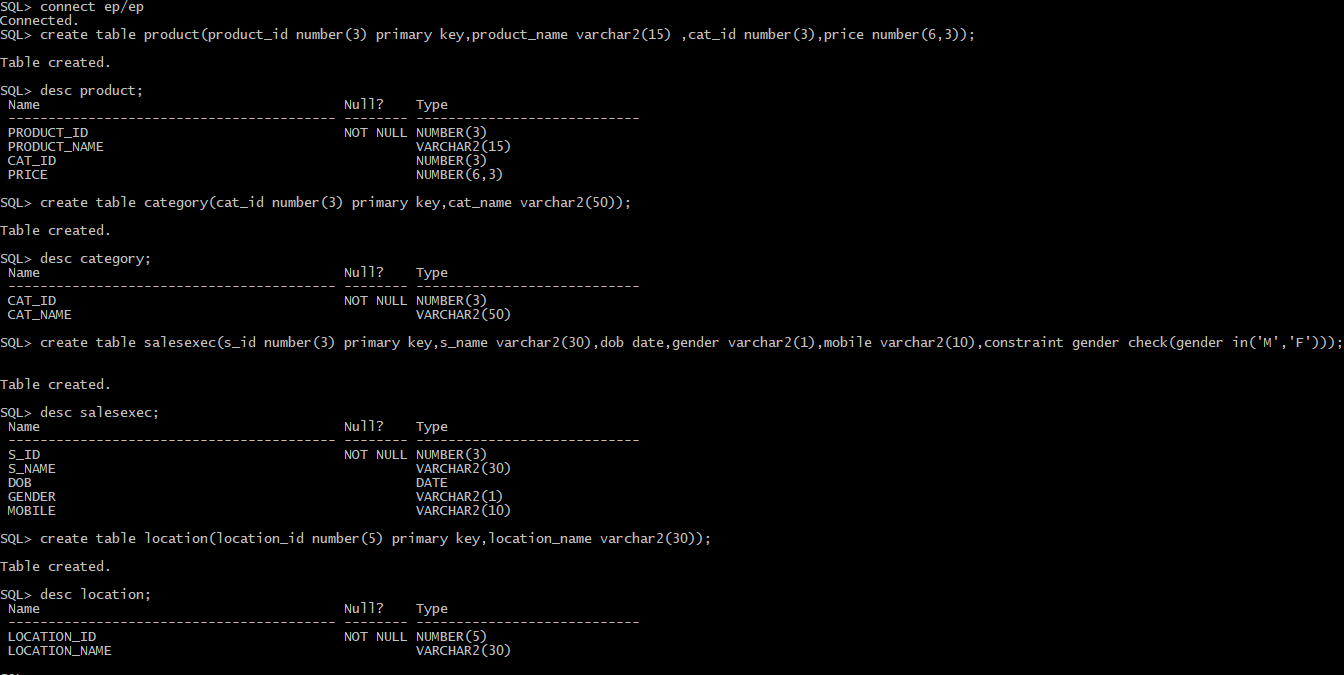 SQL> connect ep/ep
Connected.
SQL> create table product(product_id number(3) primary key,product_name varchar2(15) ,cat_id number(3),price number(6,3));
Table created.
SQL> desc product;
Name Null? Type
----------------------------------------- -------- ----------------------------
PRODUCT_ID NOT NULL NUMBER(3)
PRODUCT_NAME VARCHAR2(15)
CAT_ID NUMBER(3)
PRICE NUMBER(6,3)
SQL> create table category(cat_id number(3) primary key,cat_name varchar2(50));
Table created.
SQL> desc category;
Name Null? Type
----------------------------------------- -------- ----------------------------
CAT_ID NOT NULL NUMBER(3)
CAT_NAME VARCHAR2(50)
SQL> create table salesexec(s_id number(3) primary key,s_name varchar2(30),dob date,gender varchar2(1),mobile varchar2(10),constraint gender check(gender in('M','F')));
Table created.
SQL> desc salesexec;
Name Null? Type
----------------------------------------- -------- ----------------------------
S_ID NOT NULL NUMBER(3)
S_NAME VARCHAR2(30)
DOB DATE
GENDER VARCHAR2(1)
MOBILE VARCHAR2(10)
SQL> create table location(location_id number(5) primary key,location_name varchar2(30));
Table created.
SQL> desc location;
Name Null? Type
----------------------------------------- -------- ----------------------------
LOCATION_ID NOT NULL NUMBER(5)
LOCATION_NAME VARCHAR2(30)